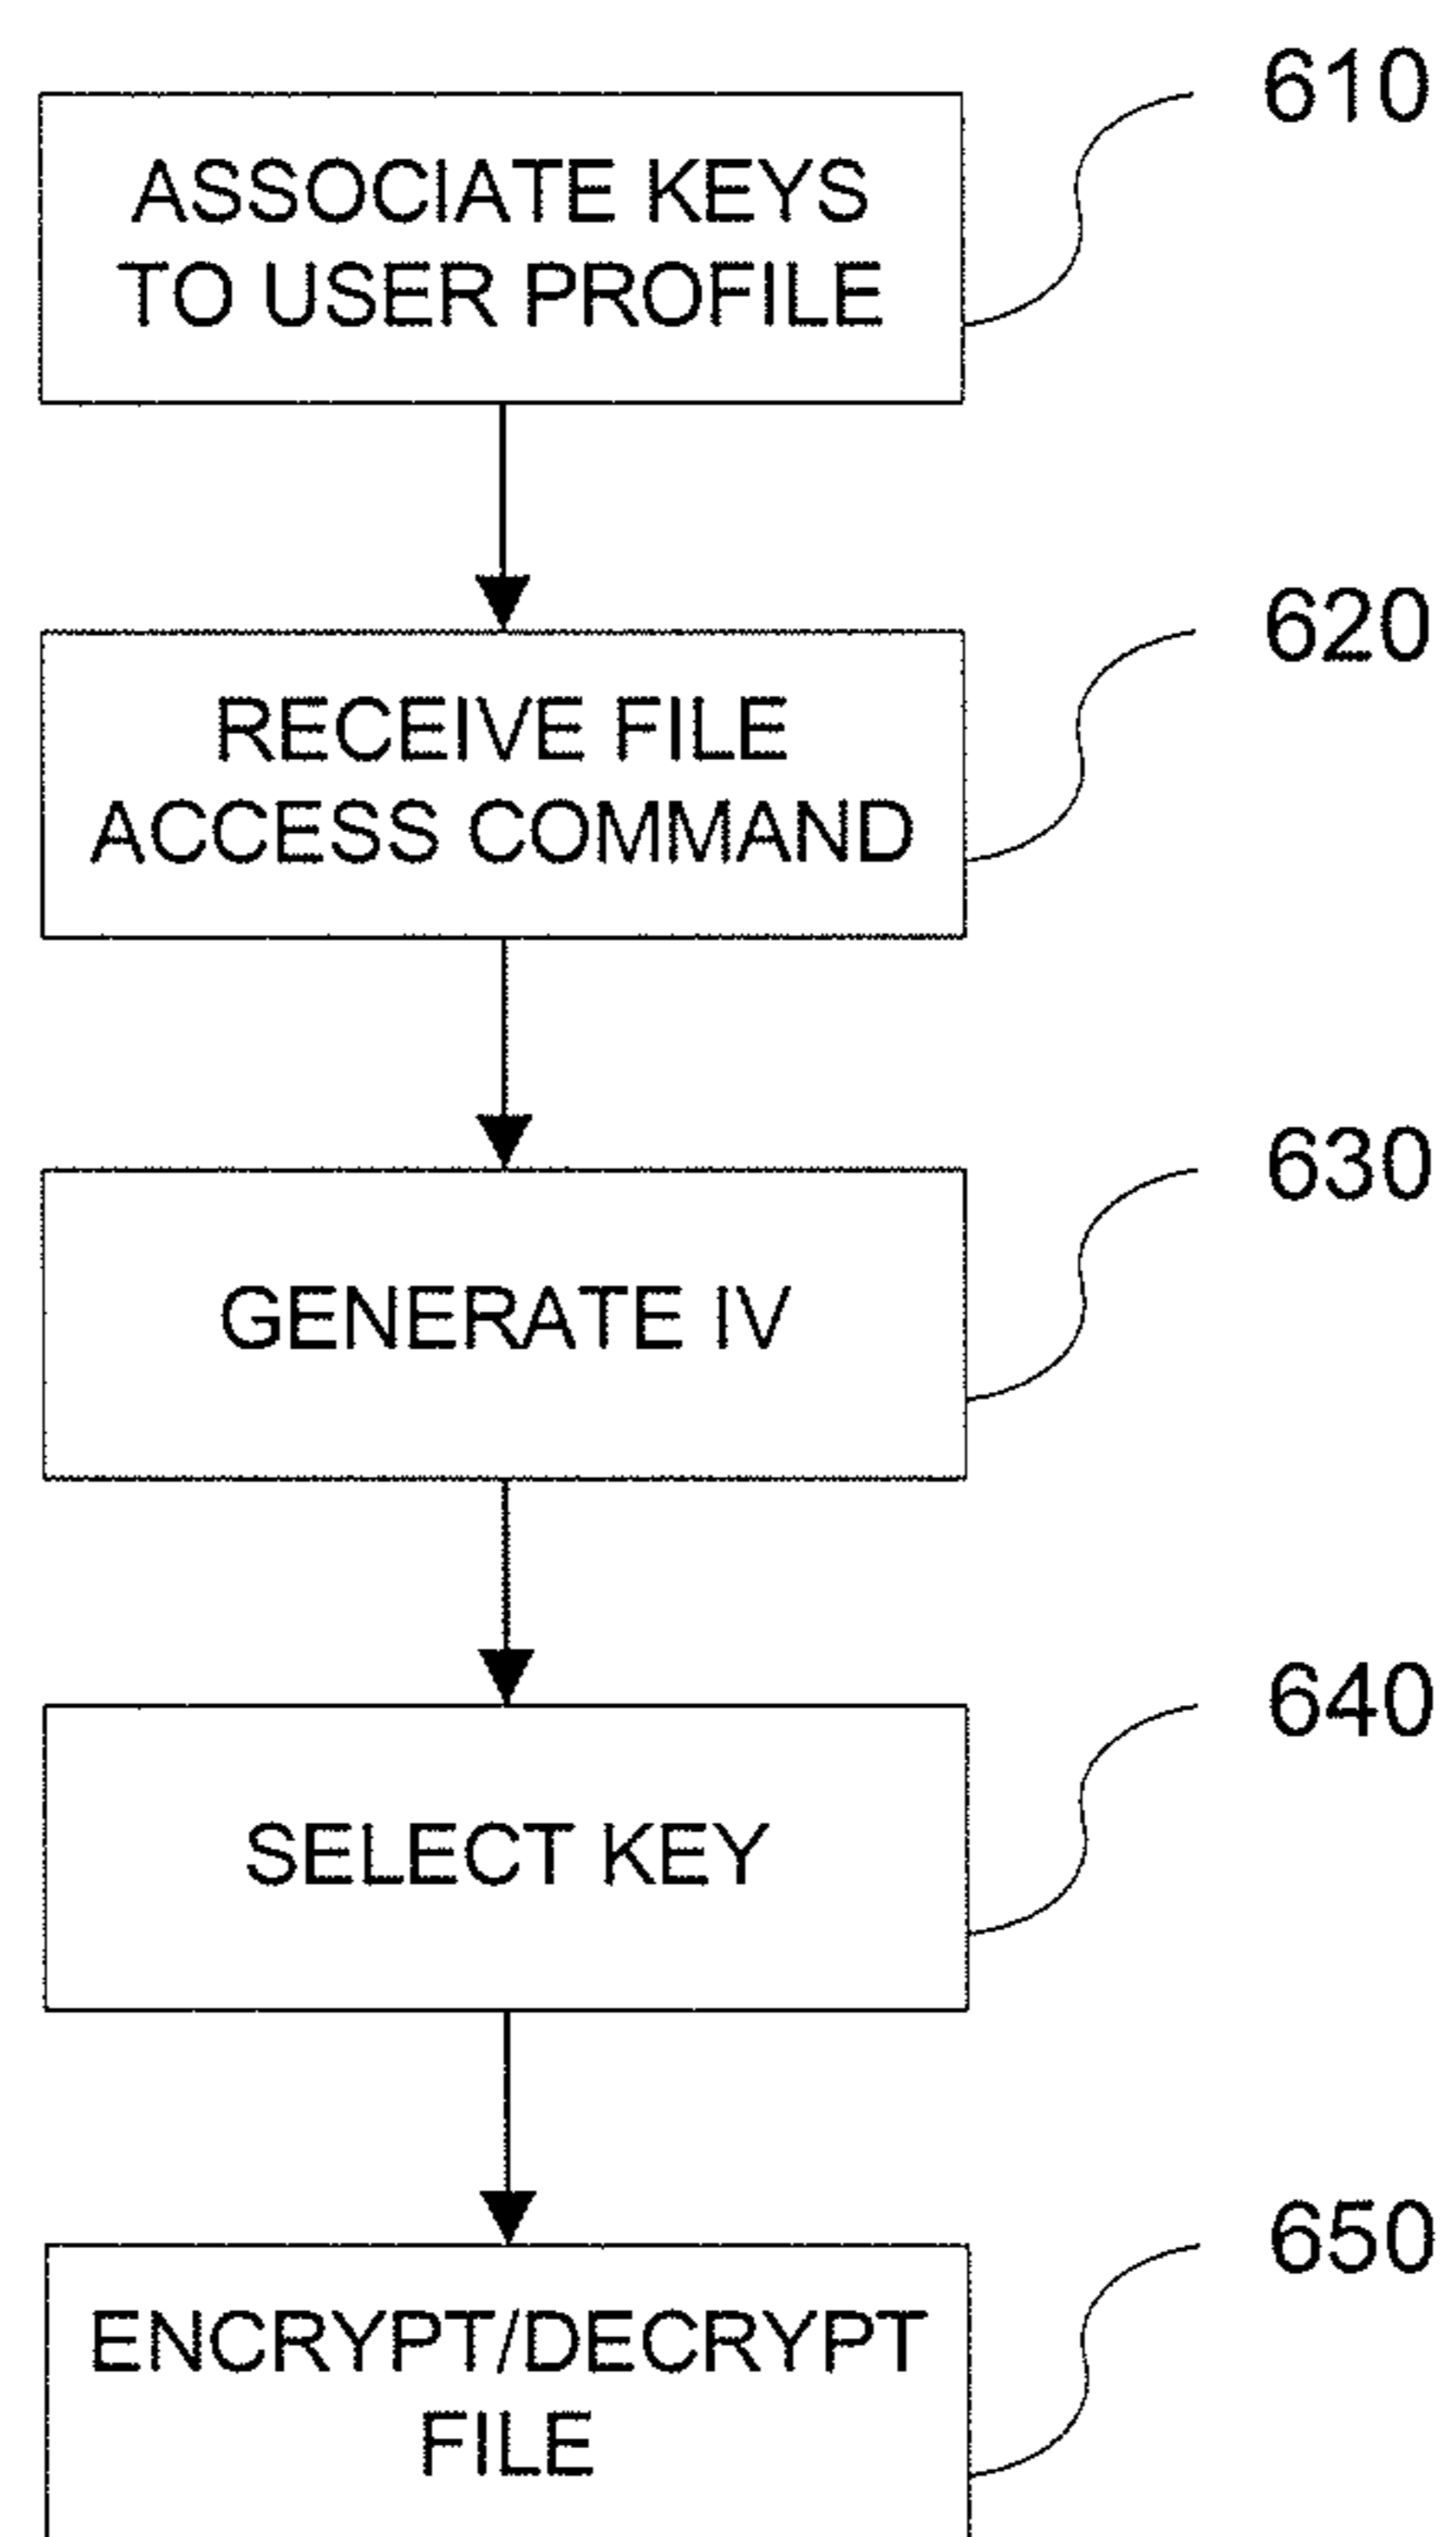 610
ASSOCIATE KEYS
TO USER PROFILE
620
RECEIVE FILE
ACCESS COMMAND
630
GENERATE IV
640
SELECT KEY
650
ENCRYPT/DECRYPT
FILE